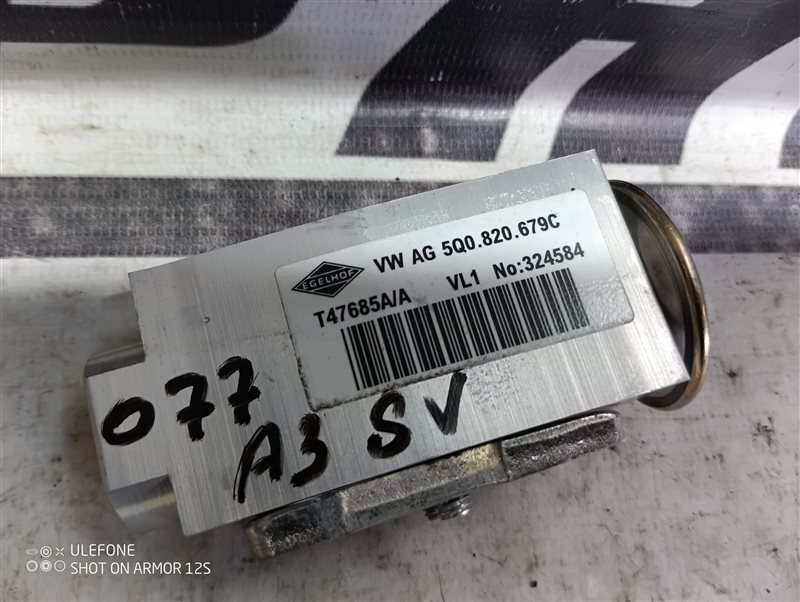 EGELHOF
VW AG 5Q0.820.679C
T47685A/A VL1 No:324584
077
A3 SV
ULEFONE
SHOT ON ARMOR 12S